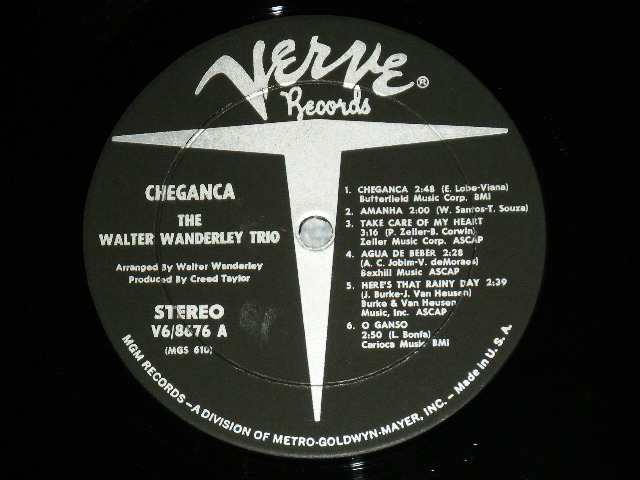 VERVE®
Records
CHEGANCA
THE
WALTER WANDERLEY TRIO
Arranged By Walter Wanderley
Produced By Creed Taylor
STEREO
V6/8676 A
(MGS 610)
1. CHEGANCA 2:48 (E. Lobo-Viana)
Butterfield Music Corp. BMI
2. AMANHA 2:00 (W. Santos-T. Souza)
3. TAKE CARE OF MY HEART
3:16 (P. Zeller-B. Corwin)
Zeller Music Corp. ASCAP
4. AGUA DE BEBER 2:28
(A. C. Jobim-V. deMoraes)
Bexhill Music ASCAP
5. HERE'S THAT RAINY DAY 2:39
(J. Burke-J. Van Heusen)
Burke & Van Heusen
Music, Inc. ASCAP
6. O GANSO
2:50 (L. Bonfa)
Carioca Music BMI
MGM RECORDS—A DIVISION OF METRO-GOLDWYN-MAYER, INC.—Made in U.S.A.